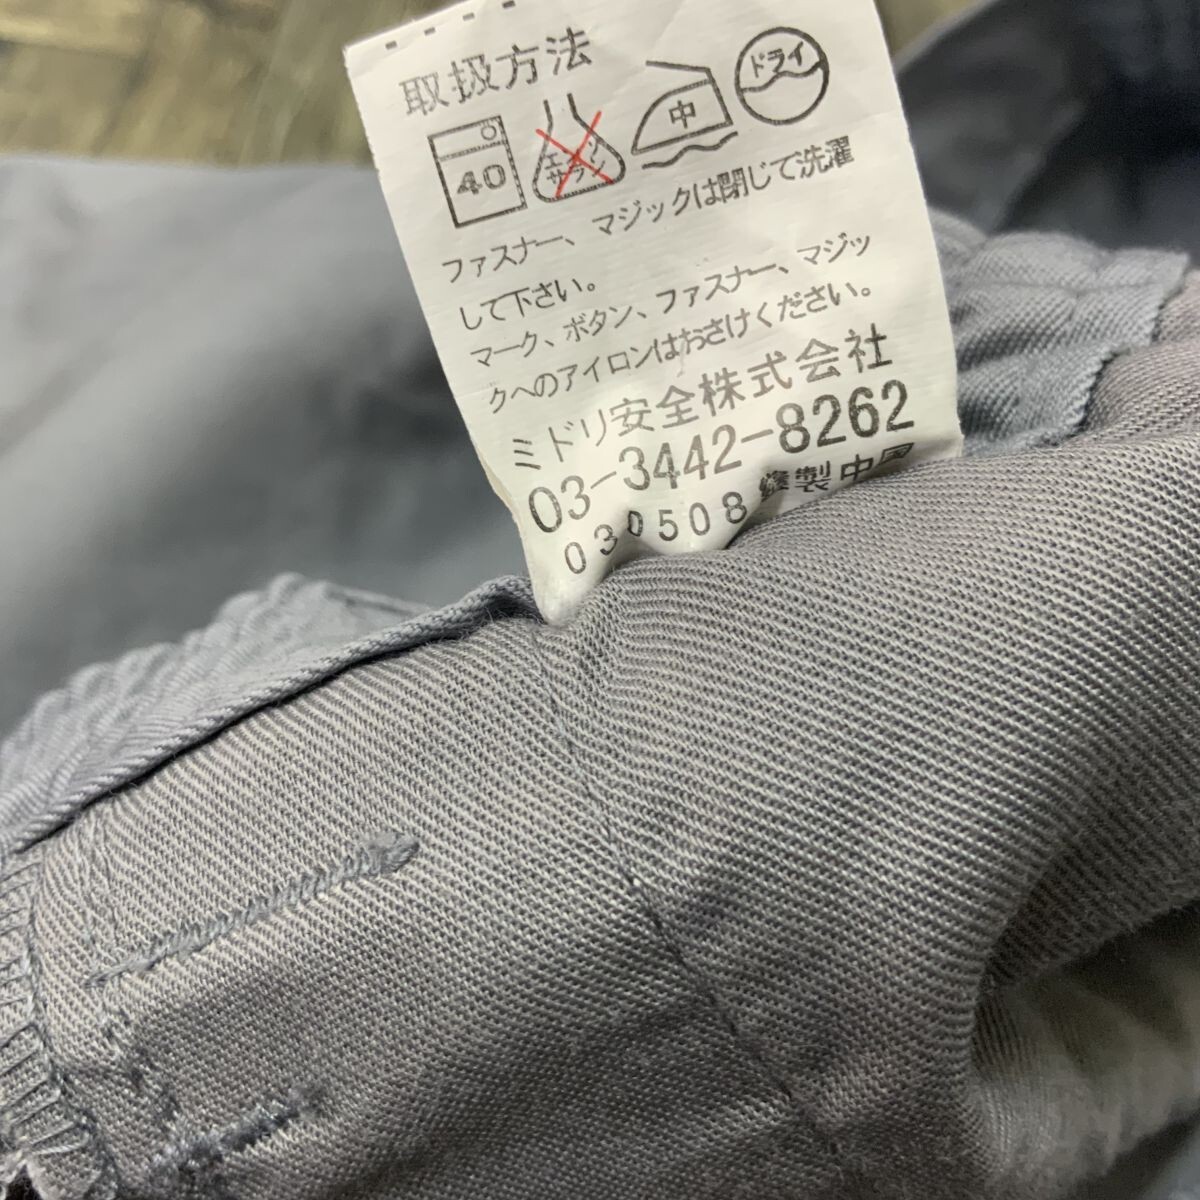 取扱方法
40 エンソ サラシ 中 ドライ
ファスナー、マジックは閉じて洗濯
して下さい。
マーク、ボタン、ファスナー、マジッ
クへのアイロンはおさけください。
ミドリ安全株式会社
03-3442-8262
030508 縫製中国